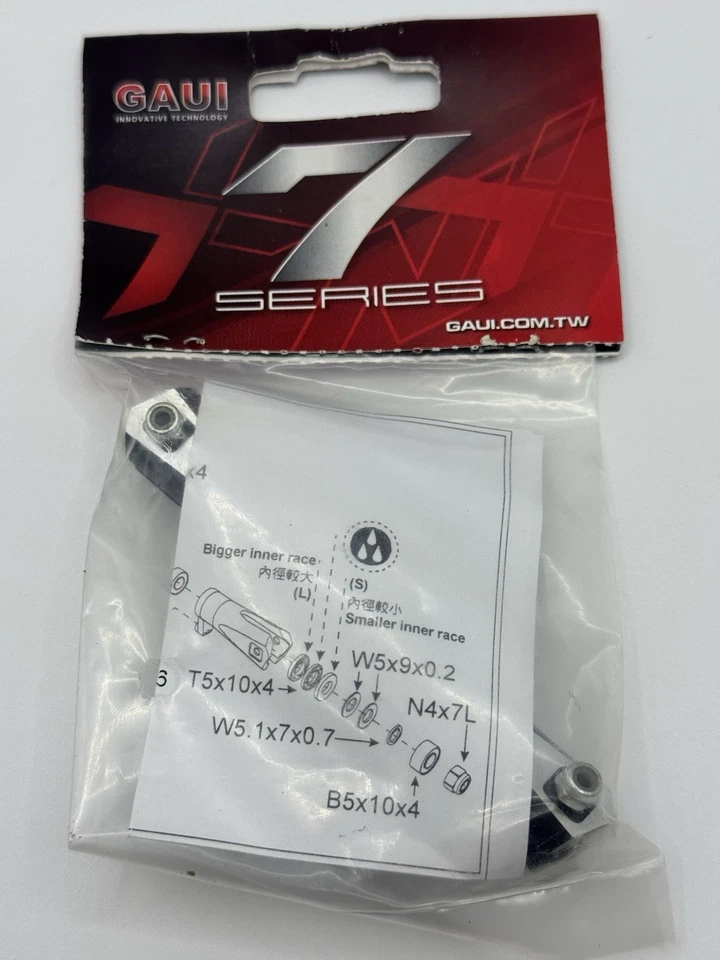 GAUI
INNOVATIVE TECHNOLOGY
7
SERIES
GAUI.COM.TW
x4
Bigger inner race
內徑較大
(L)
(S)
內徑較小
Smaller inner race
W5x9x0.2
6
T5x10x4
N4x7L
W5.1x7x0.7
B5x10x4